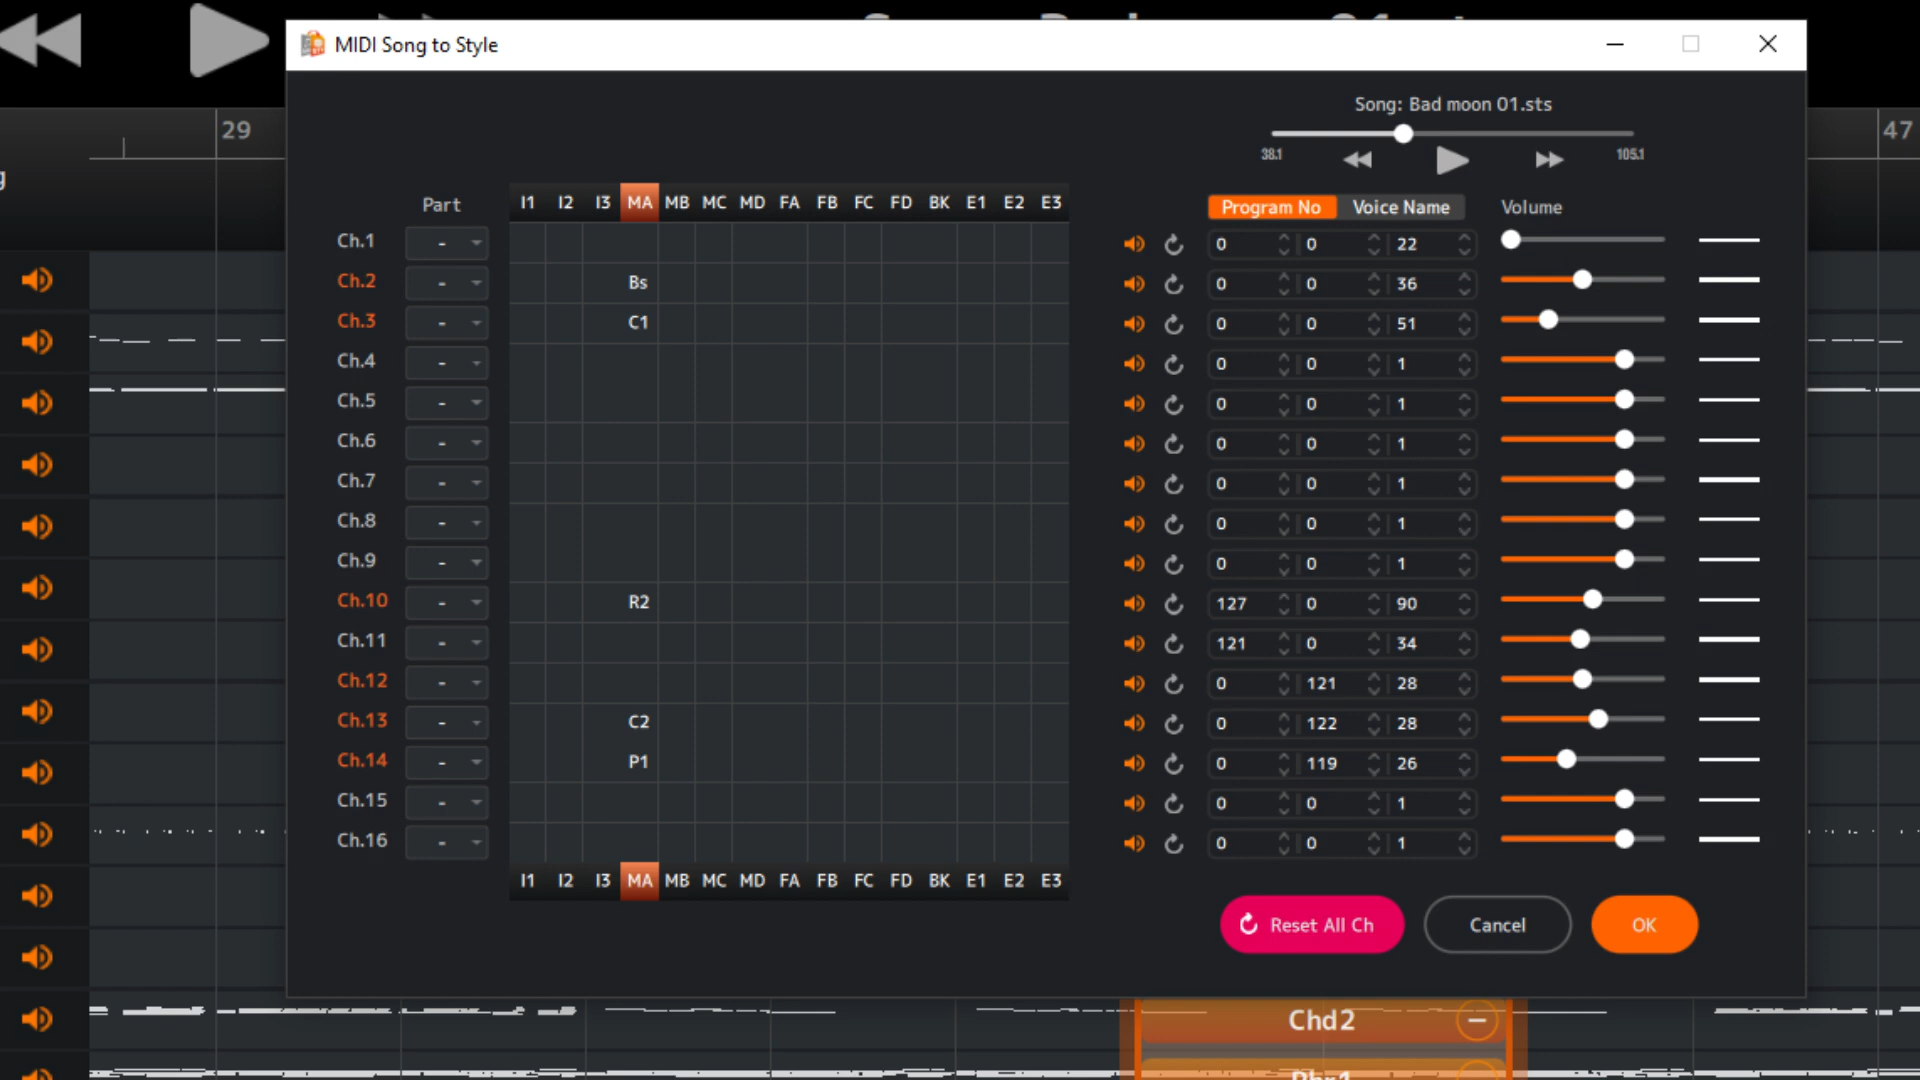 MIDI Song to Style
29
47
Song: Bad moon 01.sts
38.1 105.1
Part I1 I2 I3 MA MB MC MD FA FB FC FD BK E1 E2 E3 Program No Voice Name Volume
Ch.1 - 0 0 22
Ch.2 - Bs 0 0 36
Ch.3 - C1 0 0 51
Ch.4 - 0 0 1
Ch.5 - 0 0 1
Ch.6 - 0 0 1
Ch.7 - 0 0 1
Ch.8 - 0 0 1
Ch.9 - 0 0 1
Ch.10 - R2 127 0 90
Ch.11 - 121 0 34
Ch.12 - 0 121 28
Ch.13 - C2 0 122 28
Ch.14 - P1 0 119 26
Ch.15 - 0 0 1
Ch.16 - 0 0 1
I1 I2 I3 MA MB MC MD FA FB FC FD BK E1 E2 E3
Reset All Ch Cancel OK
Chd2